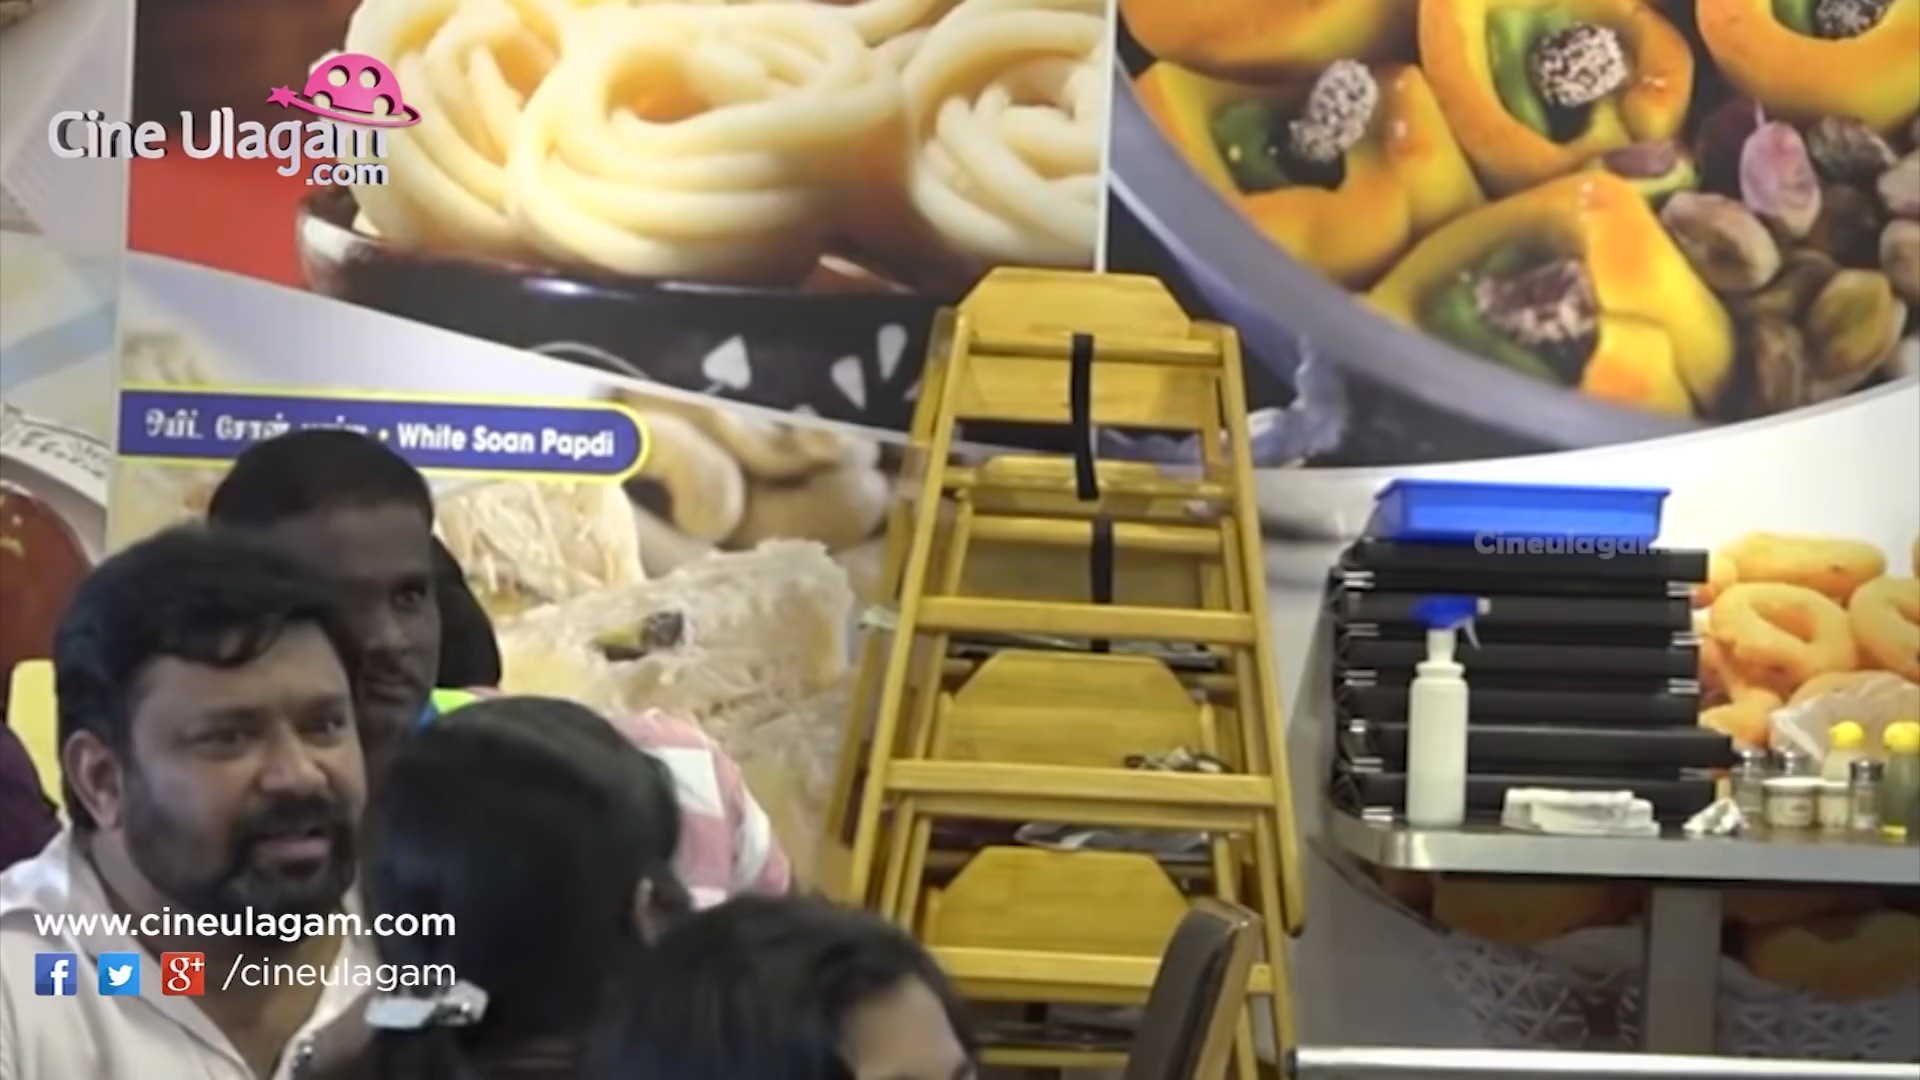 Cine Ulagam
.com
White Soan Papdi
Cineulagam
www.cineulagam.com
/cineulagam